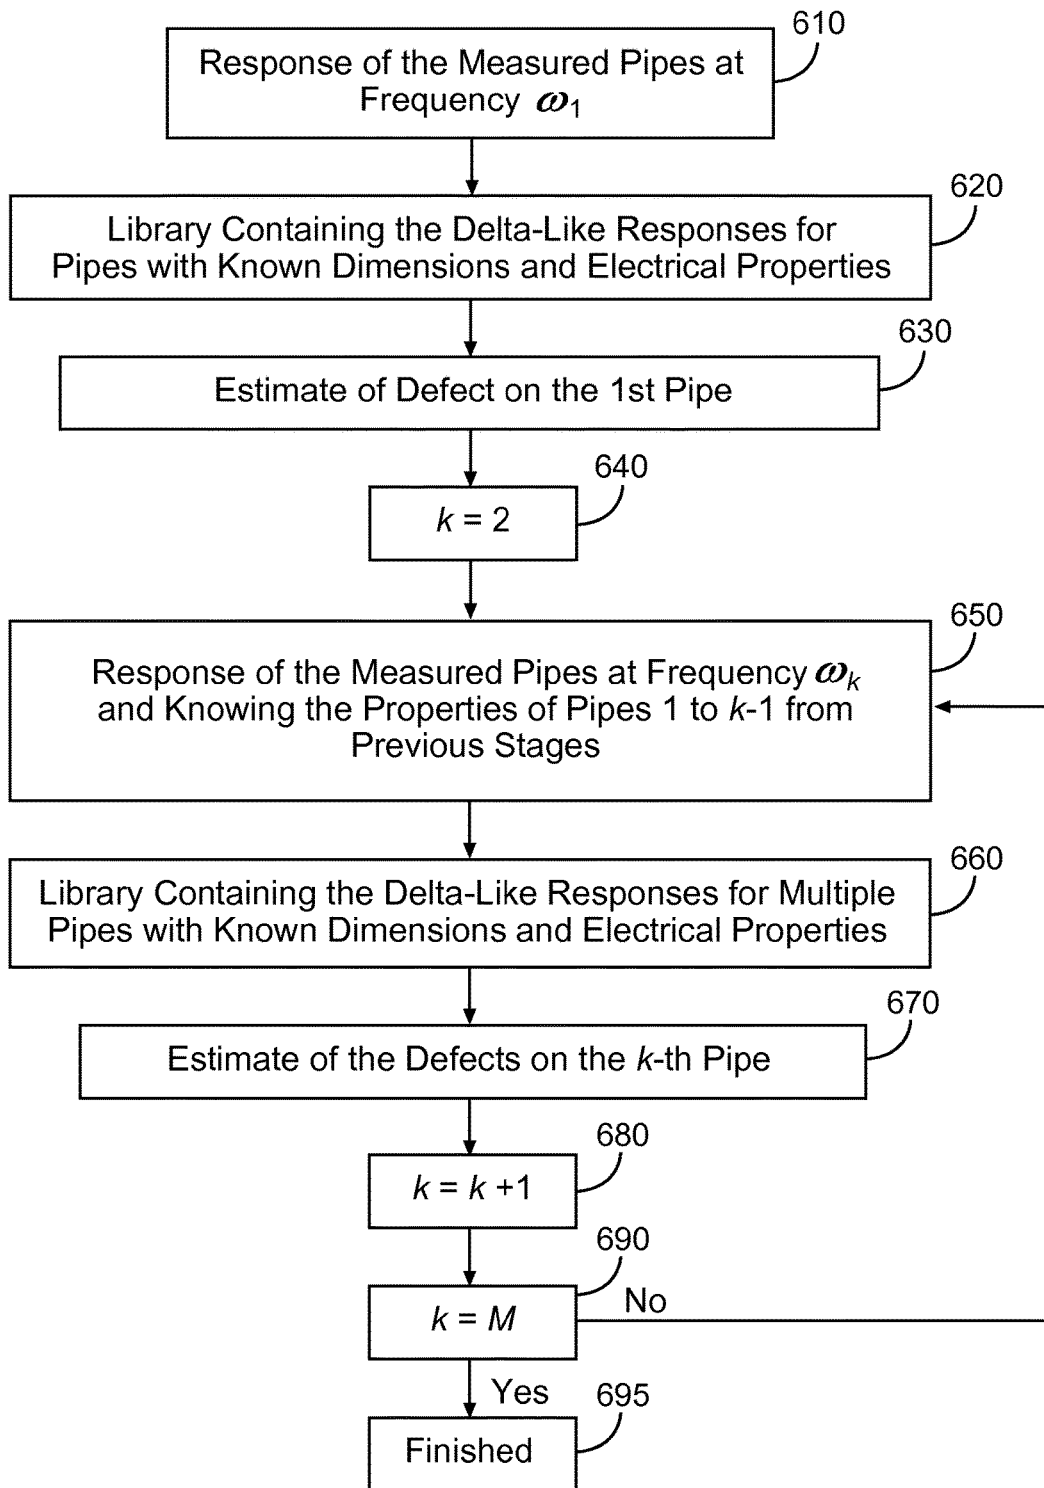 610
Response of the Measured Pipes at
Frequency ω1
620
Library Containing the Delta-Like Responses for
Pipes with Known Dimensions and Electrical Properties
630
Estimate of Defect on the 1st Pipe
640
k = 2
650
Response of the Measured Pipes at Frequency ωk
and Knowing the Properties of Pipes 1 to k-1 from
Previous Stages
660
Library Containing the Delta-Like Responses for Multiple
Pipes with Known Dimensions and Electrical Properties
670
Estimate of the Defects on the k-th Pipe
680
k = k +1
690
k = M
No
Yes
695
Finished